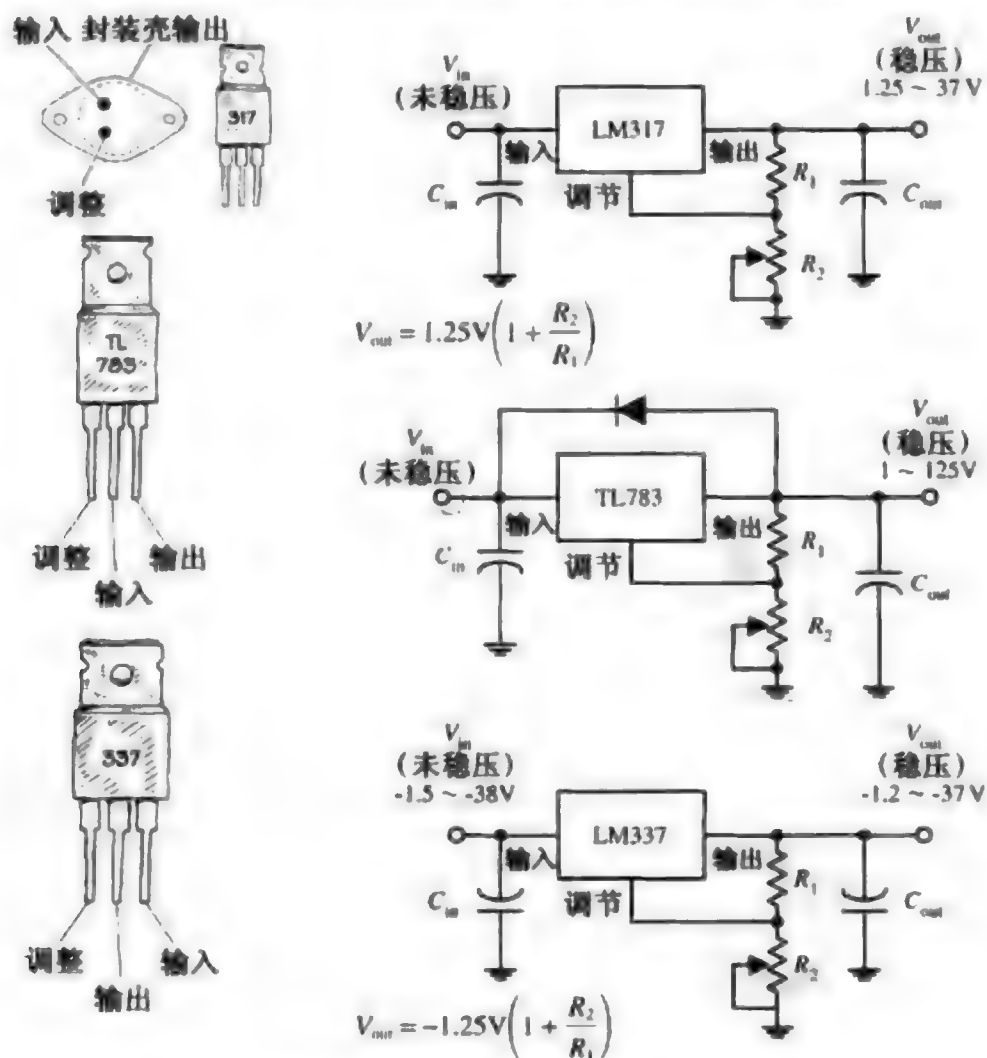 输入 封装壳输出
317
调整
TL
783
调整 输出
输入
337
调整 输入
输出
V_in
(未稳压)
V_out
(稳压)
1.25 ~ 37 V
LM317
输入 输出
调节
C_in
R_1
C_out
R_2
V_out = 1.25V(1 + R_2/R_1)
V_in
(未稳压)
V_out
(稳压)
1 ~ 125V
TL783
输入 输出
调节
C_in
R_1
C_out
R_2
V_in
(未稳压)
-1.5 ~ -38V
V_out
(稳压)
-1.2 ~ -37V
LM337
输入 输出
调节
C_in
R_1
C_out
R_2
V_out = -1.25V(1 + R_2/R_1)